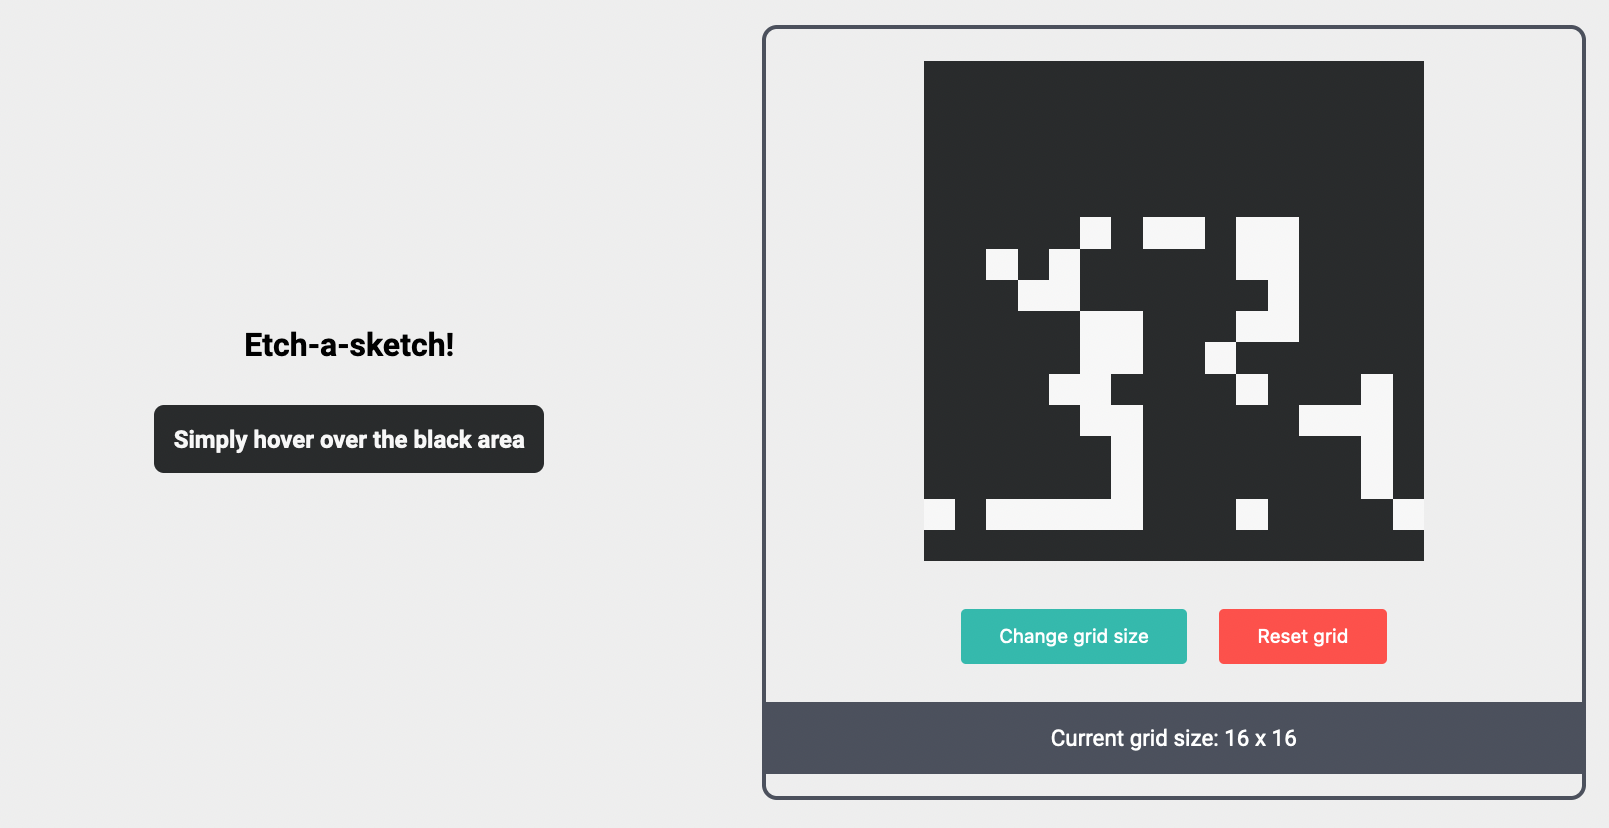 Etch-a-sketch!
Simply hover over the black area
Change grid size
Reset grid
Current grid size: 16 x 16